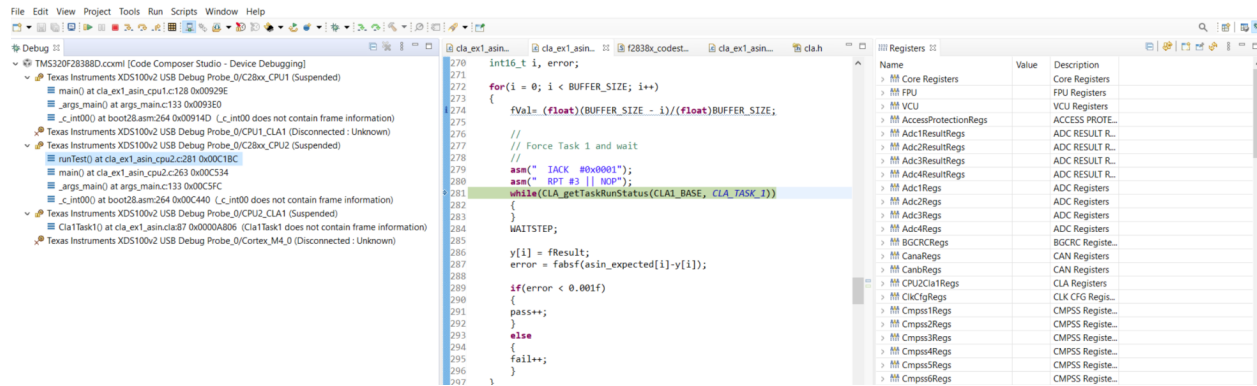 File Edit View Project Tools Run Scripts Window Help
Debug
TMS320F28388D.ccxml [Code Composer Studio - Device Debugging]
Texas Instruments XDS100v2 USB Debug Probe_0/C28xx_CPU1 (Suspended)
main() at cla_ex1_asin_cpu1.c:128 0x00929E
_args_main() at args_main.c:133 0x0093E0
_c_int00() at boot28.asm:264 0x00914D (_c_int00 does not contain frame information)
Texas Instruments XDS100v2 USB Debug Probe_0/CPU1_CLA1 (Disconnected : Unknown)
Texas Instruments XDS100v2 USB Debug Probe_0/C28xx_CPU2 (Suspended)
runTest() at cla_ex1_asin_cpu2.c:281 0x00C1BC
main() at cla_ex1_asin_cpu2.c:263 0x00C534
_args_main() at args_main.c:133 0x00C5FC
_c_int00() at boot28.asm:264 0x00C440 (_c_int00 does not contain frame information)
Texas Instruments XDS100v2 USB Debug Probe_0/CPU2_CLA1 (Suspended)
Cla1Task1() at cla_ex1_asin.cla:87 0x0000A806 (Cla1Task1 does not contain frame information)
Texas Instruments XDS100v2 USB Debug Probe_0/Cortex_M4_0 (Disconnected : Unknown)
cla_ex1_asin... cla_ex1_asin... f2838x_codest... cla_ex1_asin.... cla.h
270 int16_t i, error;
271
272 for(i = 0; i < BUFFER_SIZE; i++)
273 {
274 fVal= (float)(BUFFER_SIZE - i)/(float)BUFFER_SIZE;
275
276 //
277 // Force Task 1 and wait
278 //
279 asm("  IACK  #0x0001");
280 asm("  RPT #3 || NOP");
281 while(CLA_getTaskRunStatus(CLA1_BASE, CLA_TASK_1))
282 {
283 }
284 WAITSTEP;
285
286 y[i] = fResult;
287 error = fabsf(asin_expected[i]-y[i]);
288
289 if(error < 0.001f)
290 {
291 pass++;
292 }
293 else
294 {
295 fail++;
296 }
297 }
Registers
Name Value Description
Core Registers Core Registers
FPU FPU Registers
VCU VCU Registers
AccessProtectionRegs ACCESS PROTE...
Adc1ResultRegs ADC RESULT R...
Adc2ResultRegs ADC RESULT R...
Adc3ResultRegs ADC RESULT R...
Adc4ResultRegs ADC RESULT R...
Adc1Regs ADC Registers
Adc2Regs ADC Registers
Adc3Regs ADC Registers
Adc4Regs ADC Registers
BGCRCRegs BGCRC Registe...
CanaRegs CAN Registers
CanbRegs CAN Registers
CPU2Cla1Regs CLA Registers
ClkCfgRegs CLK CFG Regis...
Cmpss1Regs CMPSS Registe...
Cmpss2Regs CMPSS Registe...
Cmpss3Regs CMPSS Registe...
Cmpss4Regs CMPSS Registe...
Cmpss5Regs CMPSS Registe...
Cmpss6Regs CMPSS Registe...